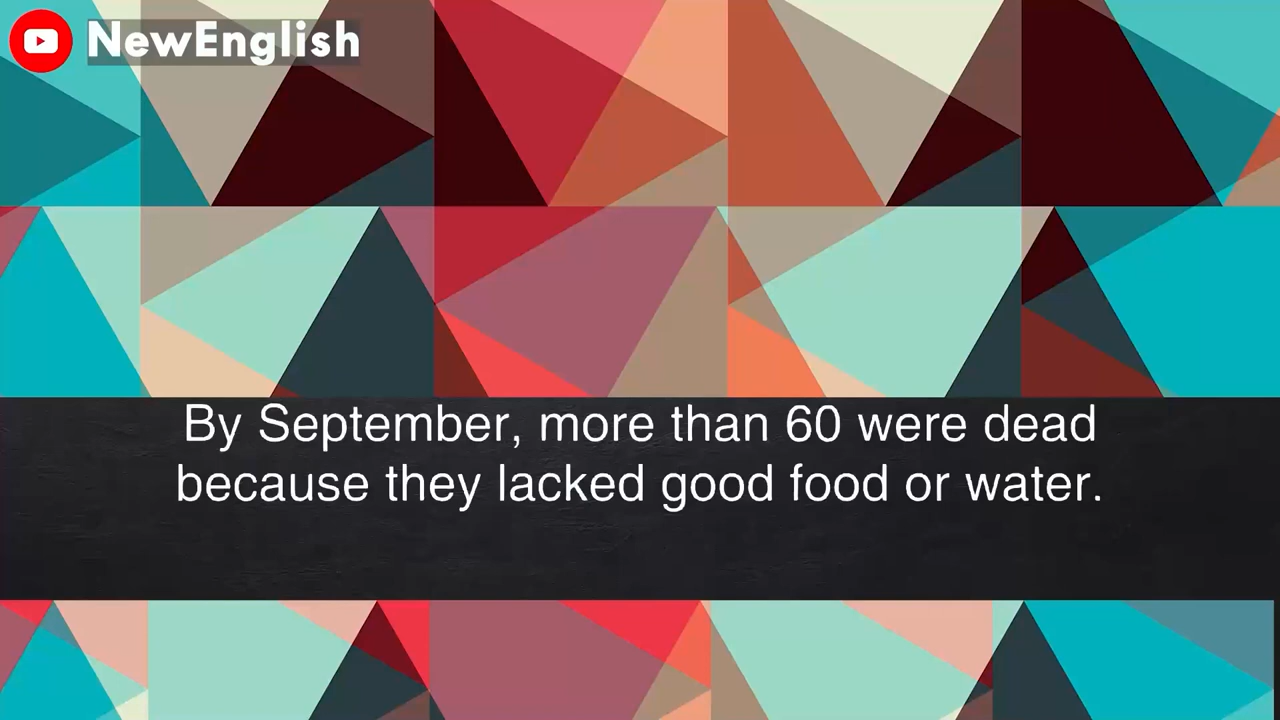 NewEnglish
By September, more than 60 were dead
because they lacked good food or water.